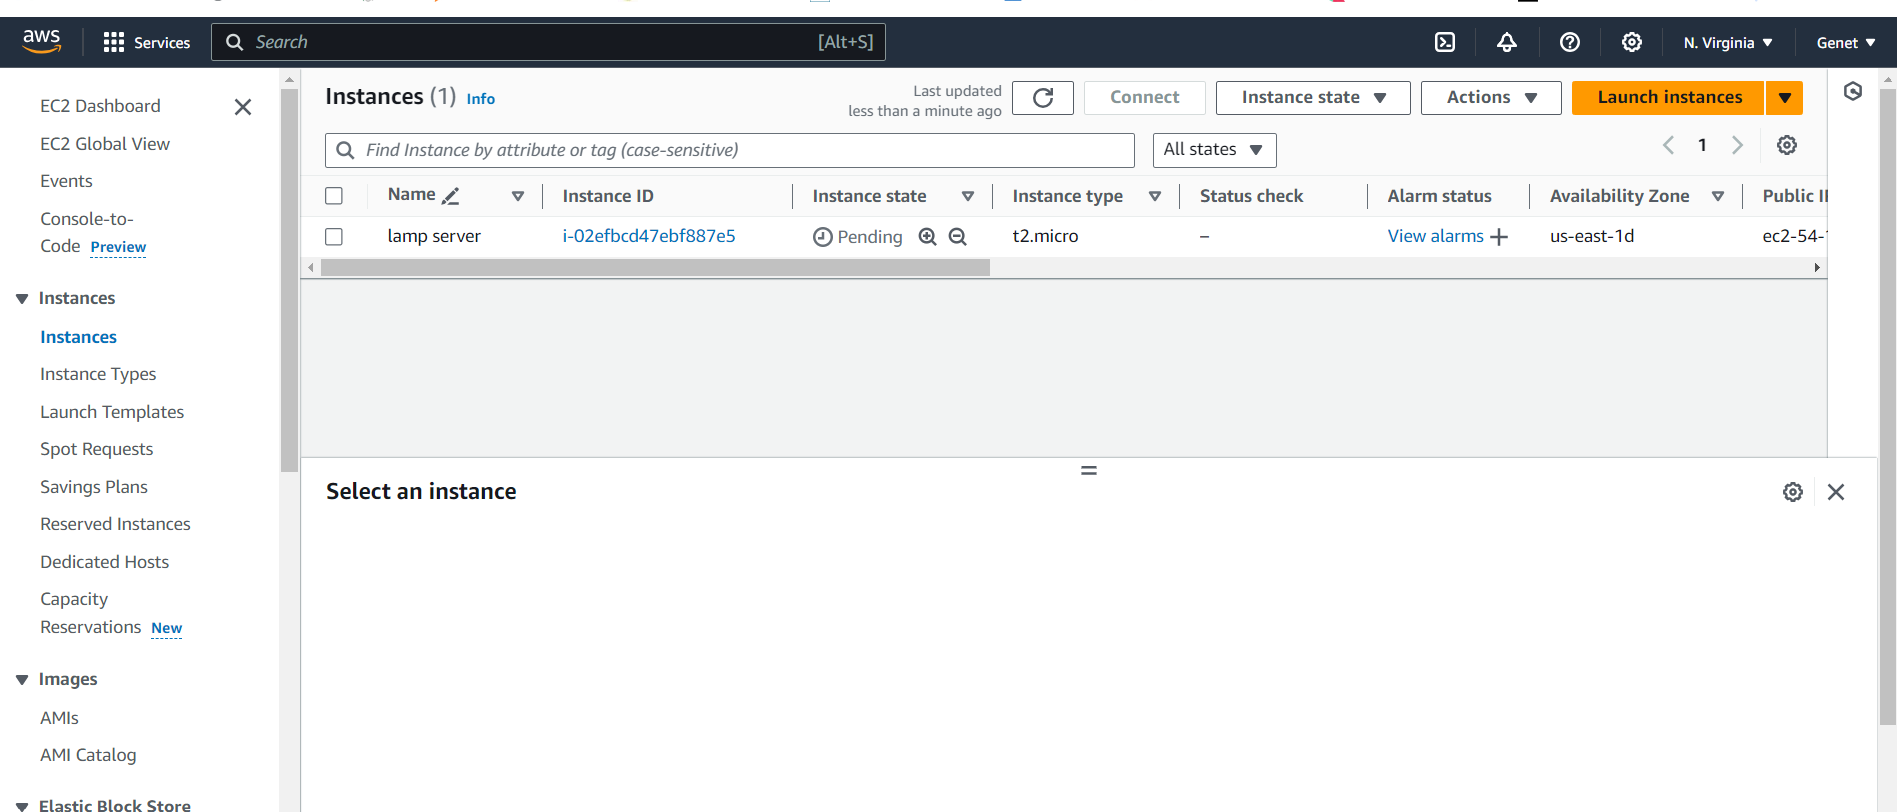 aws
Services
Search [Alt+S]
N. Virginia
Genet
EC2 Dashboard
EC2 Global View
Events
Console-to-
Code Preview
Instances
Instances
Instance Types
Launch Templates
Spot Requests
Savings Plans
Reserved Instances
Dedicated Hosts
Capacity
Reservations New
Images
AMIs
AMI Catalog
Elastic Block Store
Instances (1) Info
Last updated
less than a minute ago
Connect
Instance state
Actions
Launch instances
Find Instance by attribute or tag (case-sensitive)
All states
1
Name Instance ID Instance state Instance type Status check Alarm status Availability Zone Public I
lamp server i-02efbcd47ebf887e5 Pending t2.micro – View alarms + us-east-1d ec2-54-
Select an instance